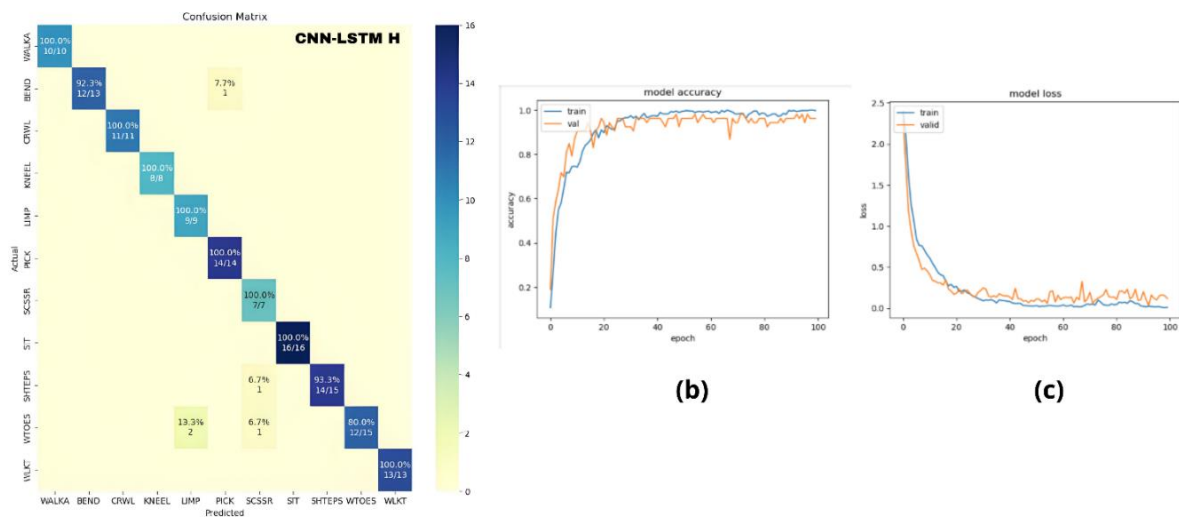 Confusion Matrix
CNN-LSTM H
Actual
WALKA
BEND
CRWL
KNEEL
LIMP
PICK
SCSSR
SIT
SHTEPS
WTOES
WLKT
100.0%
10/10
92.3%
12/13
7.7%
1
100.0%
11/11
100.0%
8/8
100.0%
9/9
100.0%
14/14
100.0%
7/7
100.0%
16/16
6.7%
1
93.3%
14/15
13.3%
2
6.7%
1
80.0%
12/15
100.0%
13/13
WALKA BEND CRWL KNEEL LIMP PICK SCSSR SIT SHTEPS WTOES WLKT
Predicted
16
14
12
10
8
6
4
2
0
model accuracy
train
val
accuracy
1.0
0.8
0.6
0.4
0.2
0 20 40 60 80 100
epoch
(b)
model loss
train
valid
loss
2.5
2.0
1.5
1.0
0.5
0.0
0 20 40 60 80 100
epoch
(c)